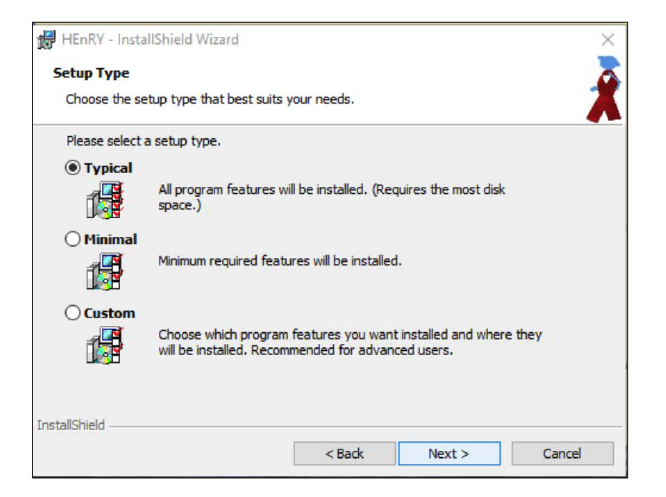 HEnRY - InstallShield Wizard
Setup Type
Choose the setup type that best suits your needs.
Please select a setup type.
Typical
All program features will be installed. (Requires the most disk
space.)
Minimal
Minimum required features will be installed.
Custom
Choose which program features you want installed and where they
will be installed. Recommended for advanced users.
InstallShield
< Back Next > Cancel